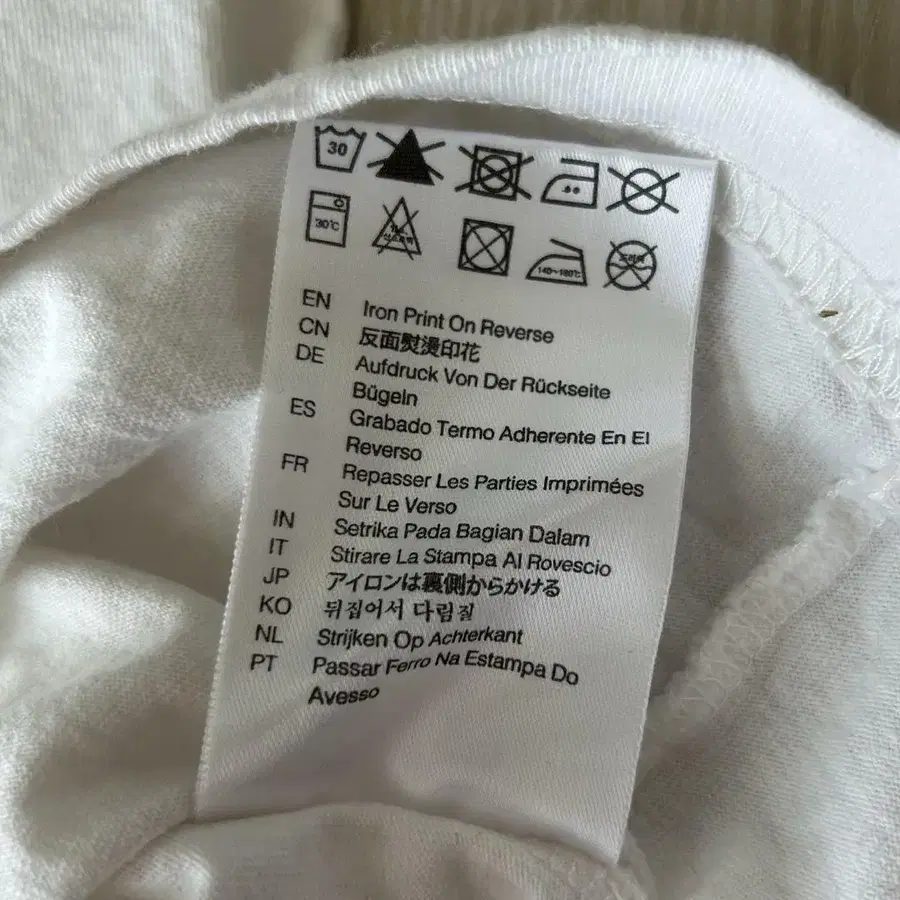 30
30℃
140~160℃
드라이
EN Iron Print On Reverse
CN 反面熨烫印花
DE Aufdruck Von Der Rückseite
Bügeln
ES Grabado Termo Adherente En El
Reverso
FR Repasser Les Parties Imprimées
Sur Le Verso
IN Setrika Pada Bagian Dalam
IT Stirare La Stampa Al Rovescio
JP アイロンは裏側からかける
KO 뒤집어서 다림질
NL Strijken Op Achterkant
PT Passar Ferro Na Estampa Do
Avesso